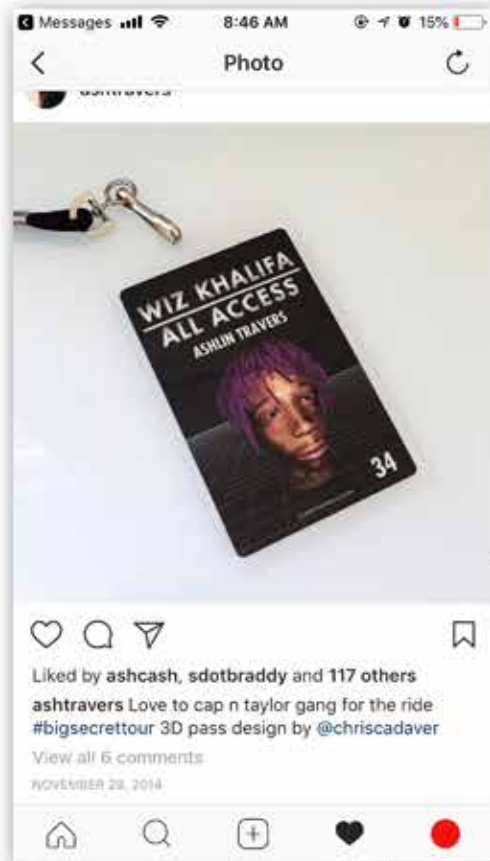 Messages 8:46 AM 15%
Photo
ashtravers
WIZ KHALIFA
ALL ACCESS
ASHLIN TRAVERS
34
Liked by ashcash, sdotbraddy and 117 others
ashtravers Love to cap n taylor gang for the ride
#bigsecrettour 3D pass design by @chriscadaver
View all 6 comments
NOVEMBER 28, 2014